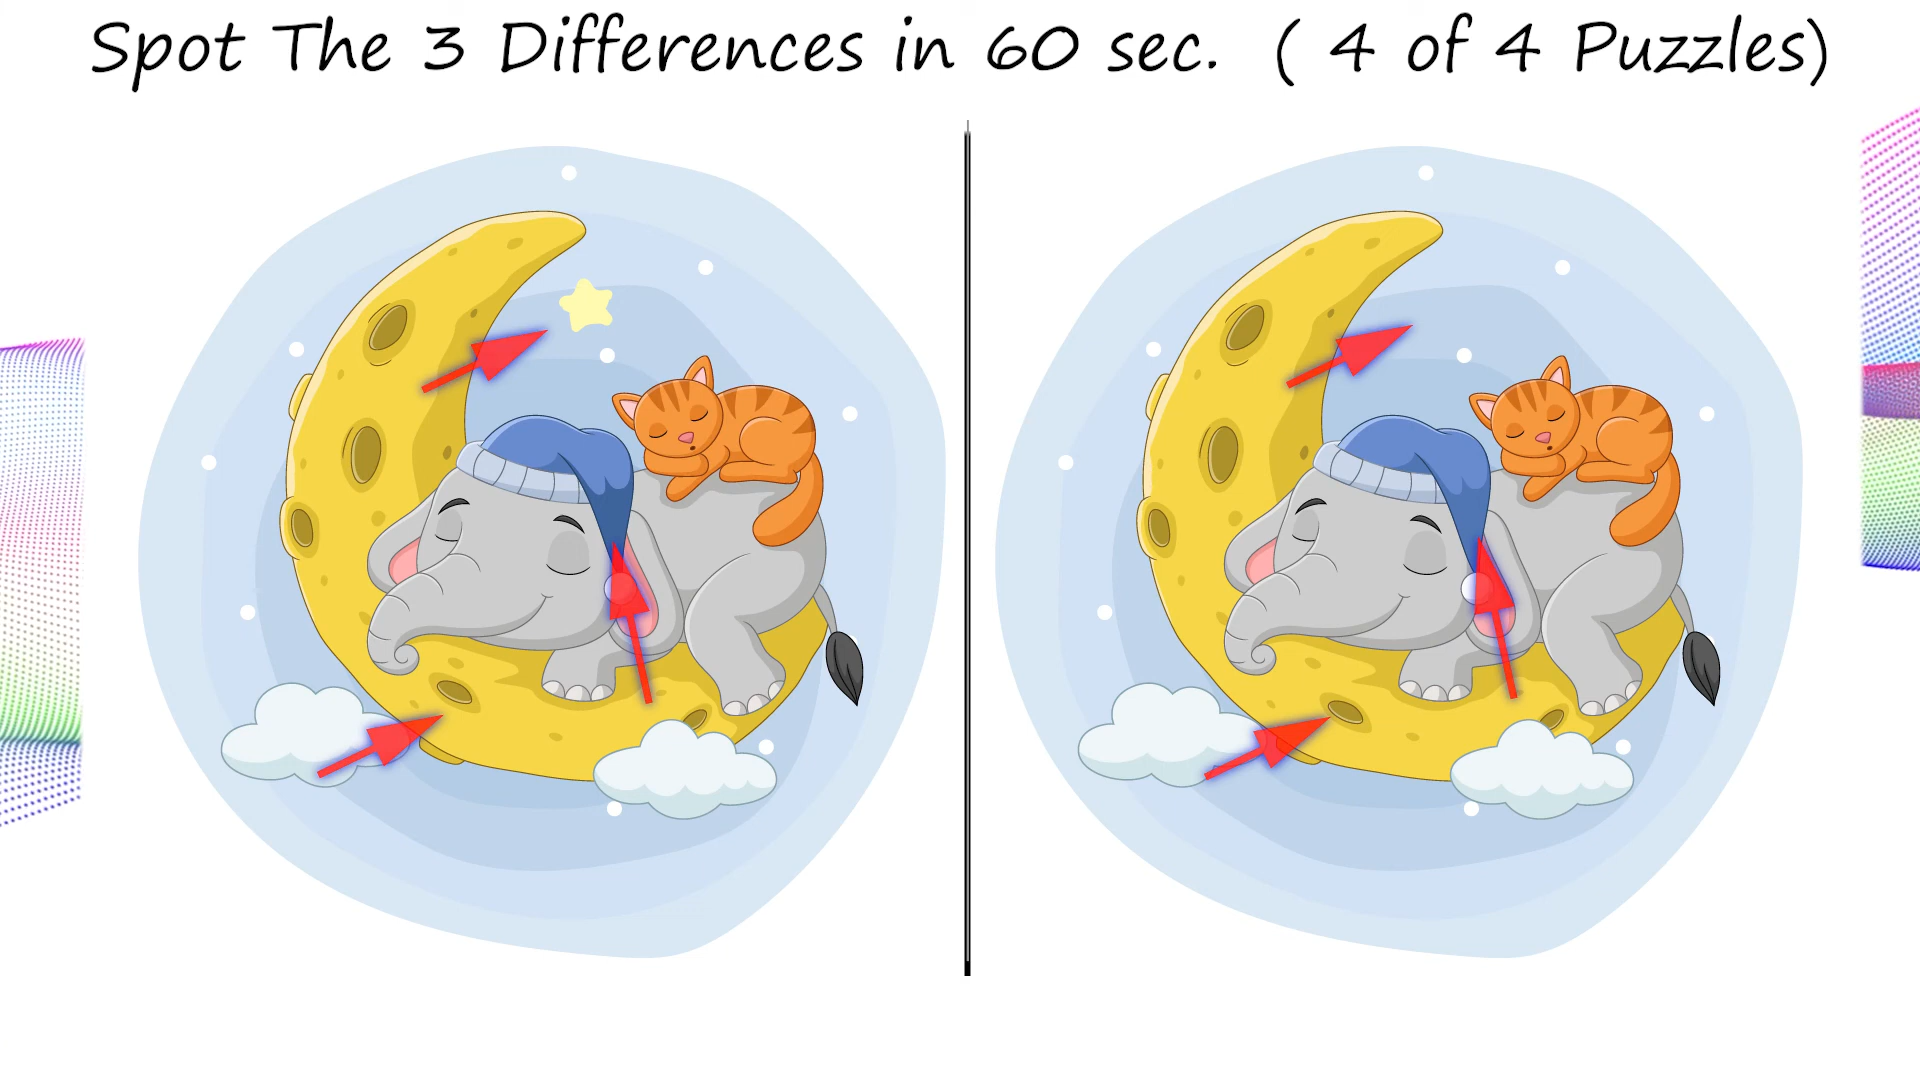 Spot The 3 Differences in 60 sec. ( 4 of 4 Puzzles)